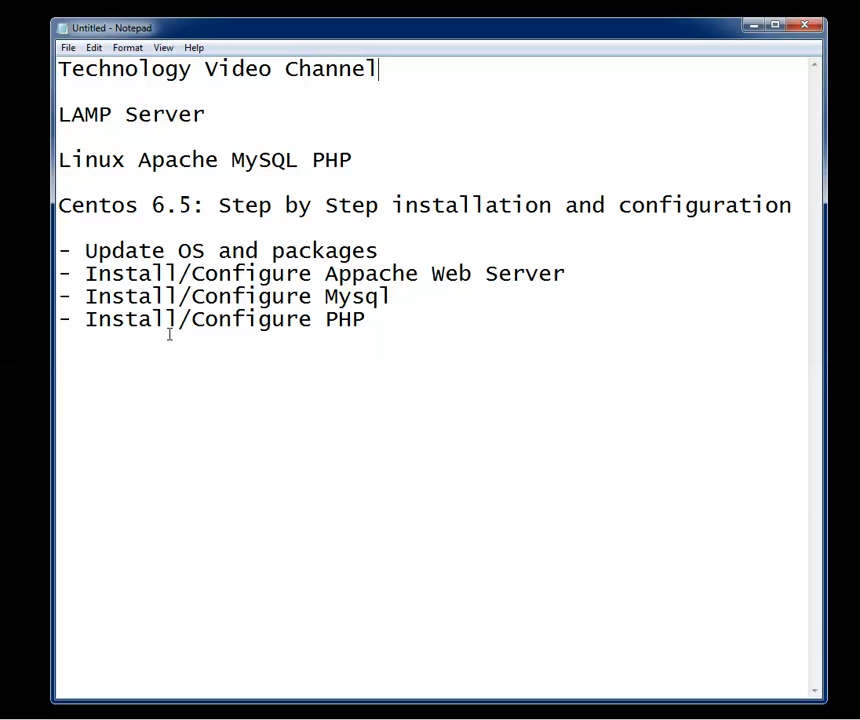 Untitled - Notepad
File Edit Format View Help
Technology Video Channel
LAMP Server
Linux Apache MySQL PHP
Centos 6.5: Step by Step installation and configuration
- Update OS and packages
- Install/Configure Appache Web Server
- Install/Configure Mysql
- Install/Configure PHP